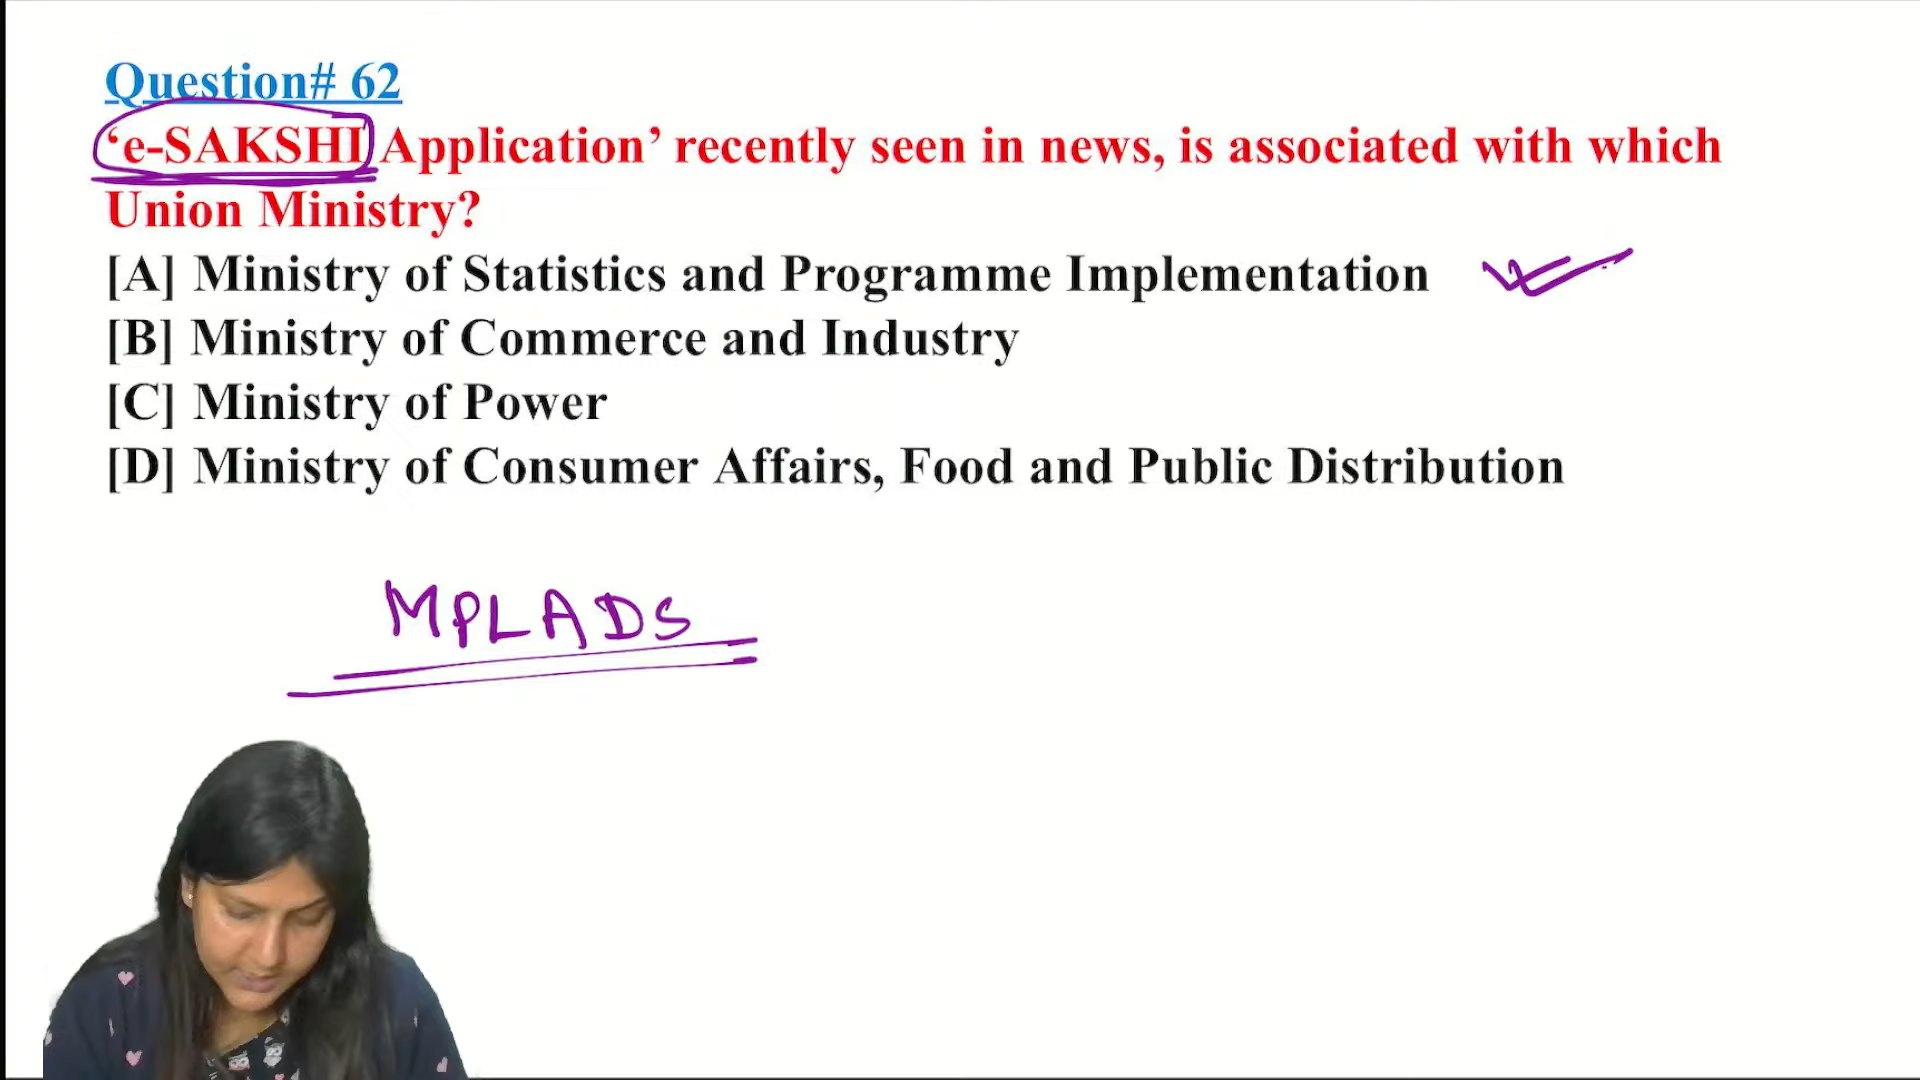 Question# 62
‘e-SAKSHI Application’ recently seen in news, is associated with which
Union Ministry?
[A] Ministry of Statistics and Programme Implementation
[B] Ministry of Commerce and Industry
[C] Ministry of Power
[D] Ministry of Consumer Affairs, Food and Public Distribution
MPLADS